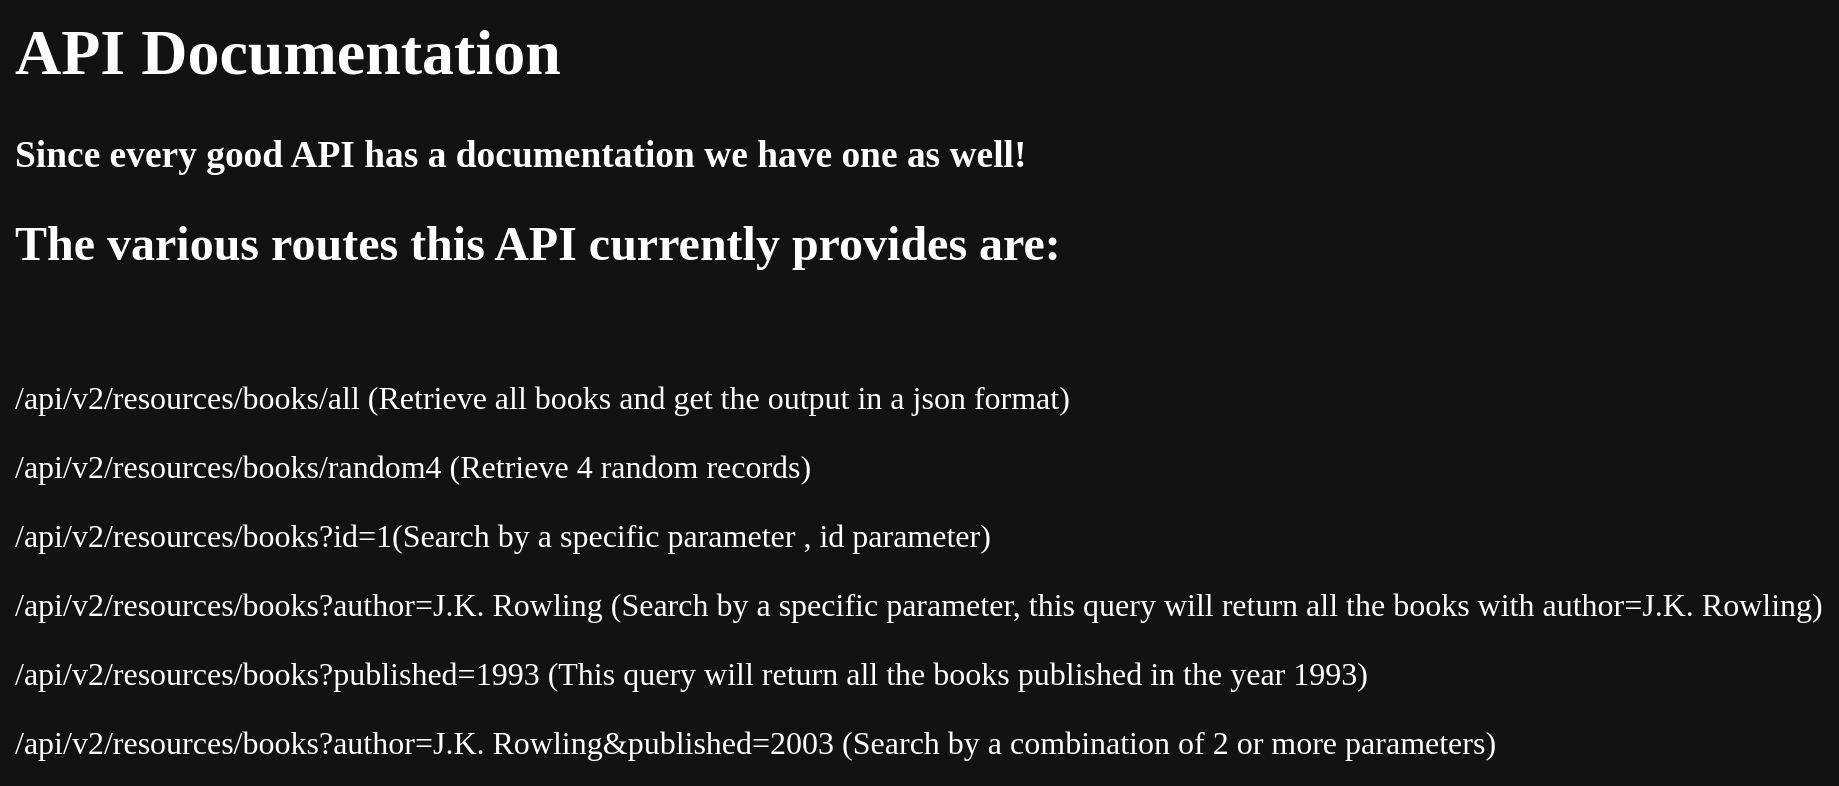 API Documentation
Since every good API has a documentation we have one as well!
The various routes this API currently provides are:
/api/v2/resources/books/all (Retrieve all books and get the output in a json format)
/api/v2/resources/books/random4 (Retrieve 4 random records)
/api/v2/resources/books?id=1(Search by a specific parameter , id parameter)
/api/v2/resources/books?author=J.K. Rowling (Search by a specific parameter, this query will return all the books with author=J.K. Rowling)
/api/v2/resources/books?published=1993 (This query will return all the books published in the year 1993)
/api/v2/resources/books?author=J.K. Rowling&published=2003 (Search by a combination of 2 or more parameters)